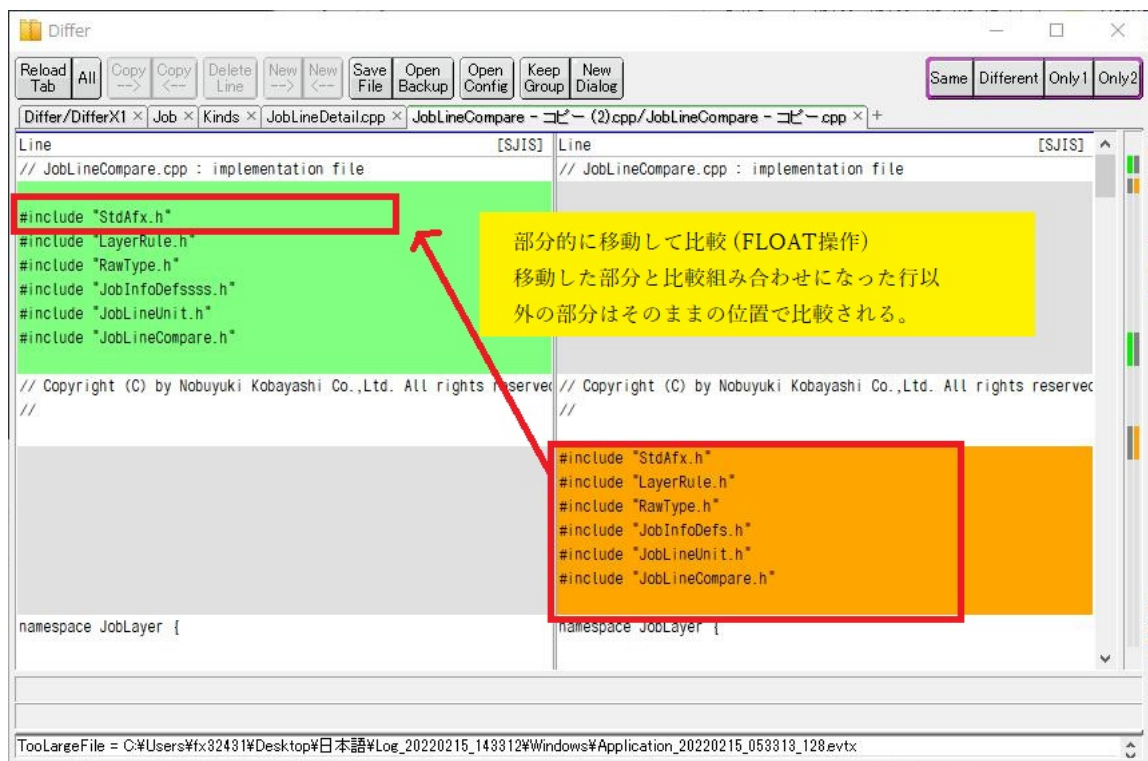 Differ
Reload Tab All Copy --> Copy <-- Delete Line New --> New <-- Save File Open Backup Open Config Keep Group New Dialog Same Different Only1 Only2
Differ/DifferX1 × Job × Kinds × JobLineDetail.cpp × JobLineCompare - コピー (2).cpp/JobLineCompare - コピー.cpp × +
Line [SJIS] Line [SJIS]
// JobLineCompare.cpp : implementation file // JobLineCompare.cpp : implementation file
#include "StdAfx.h"
#include "LayerRule.h"
#include "RawType.h"
#include "JobInfoDefssss.h"
#include "JobLineUnit.h"
#include "JobLineCompare.h"
部分的に移動して比較(FLOAT操作)
移動した部分と比較組み合わせになった行以
外の部分はそのままの位置で比較される。
// Copyright (C) by Nobuyuki Kobayashi Co.,Ltd. All rights reserved // Copyright (C) by Nobuyuki Kobayashi Co.,Ltd. All rights reserved
// //
#include "StdAfx.h"
#include "LayerRule.h"
#include "RawType.h"
#include "JobInfoDefs.h"
#include "JobLineUnit.h"
#include "JobLineCompare.h"
namespace JobLayer { namespace JobLayer {
TooLargeFile = C:¥Users¥fx32431¥Desktop¥日本語¥Log_20220215_143312¥Windows¥Application_20220215_053313_128.evtx